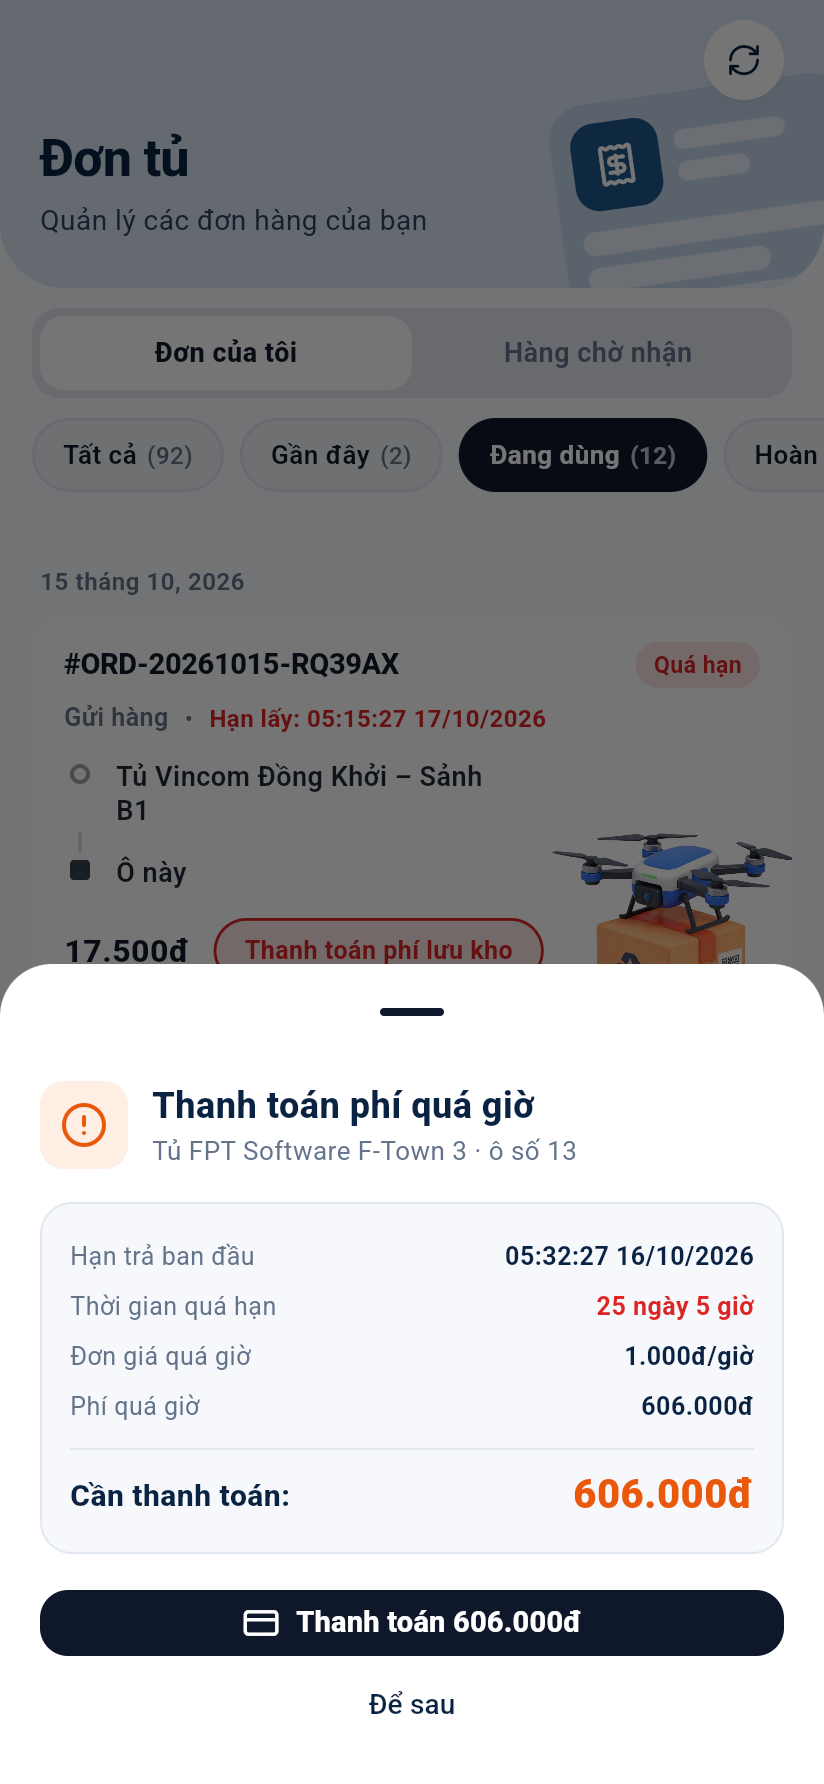 Đơn tủ
Quản lý các đơn hàng của bạn
Đơn của tôi
Hàng chờ nhận
Tất cả (92)
Gần đây (2)
Đang dùng (12)
Hoàn
15 tháng 10, 2026
#ORD-20261015-RQ39AX
Quá hạn
Gửi hàng • Hạn lấy: 05:15:27 17/10/2026
Tủ Vincom Đồng Khởi – Sảnh
B1
Ô này
17.500đ
Thanh toán phí lưu kho
Thanh toán phí quá giờ
Tủ FPT Software F-Town 3 · ô số 13
Hạn trả ban đầu
05:32:27 16/10/2026
Thời gian quá hạn
25 ngày 5 giờ
Đơn giá quá giờ
1.000đ/giờ
Phí quá giờ
606.000đ
Cần thanh toán:
606.000đ
Thanh toán 606.000đ
Để sau